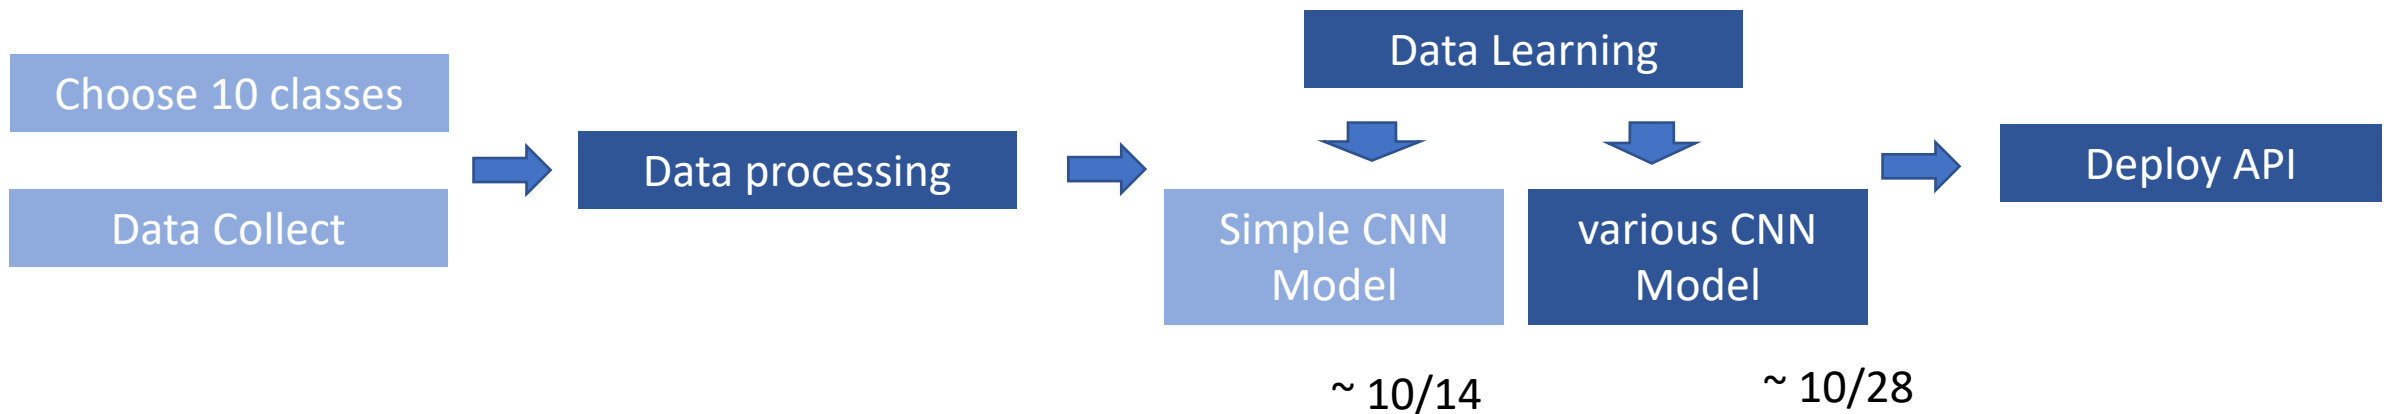 Choose 10 classes
Data Collect
Data processing
Data Learning
Simple CNN
Model
various CNN
Model
~ 10/14
~ 10/28
Deploy API